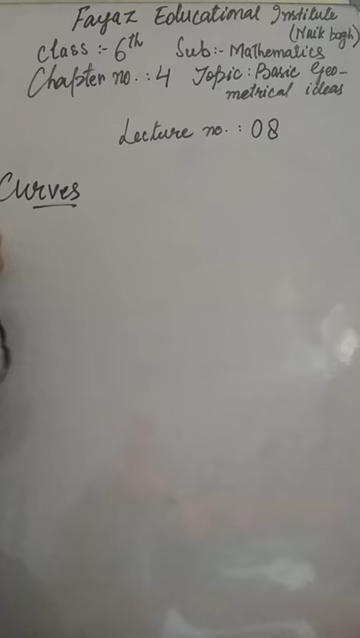 Fayaz Educational Institute
(Naik bagh)
Class :- 6th Sub:- Mathematics
Chapter no. : 4 Topic : Basic Geo-
metrical ideas
Lecture no. : 08
Curves